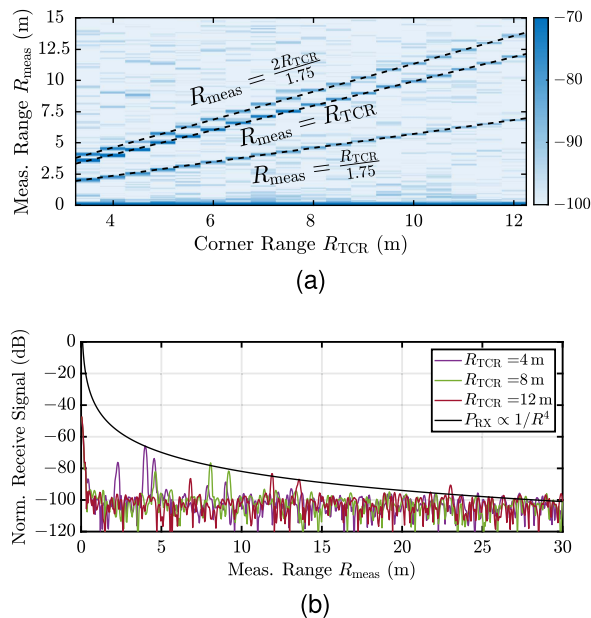 Meas. Range R_meas (m)
15
12.5
10
7.5
5
2.5
0
R_meas = 2R_TCR/1.75
R_meas = R_TCR
R_meas = R_TCR/1.75
4 6 8 10 12
Corner Range R_TCR (m)
−70
−80
−90
−100
(a)
Norm. Receive Signal (dB)
0
−20
−40
−60
−80
−100
−120
R_TCR = 4 m
R_TCR = 8 m
R_TCR = 12 m
P_RX ∝ 1/R^4
0 5 10 15 20 25 30
Meas. Range R_meas (m)
(b)